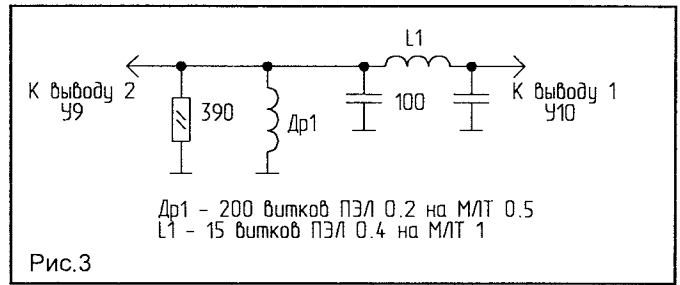 L1
К выводу 2
У9
390
Др1
100
К выводу 1
У10
Др1 - 200 витков ПЭЛ 0.2 на МЛТ 0.5
L1 - 15 витков ПЭЛ 0.4 на МЛТ 1
Рис.3